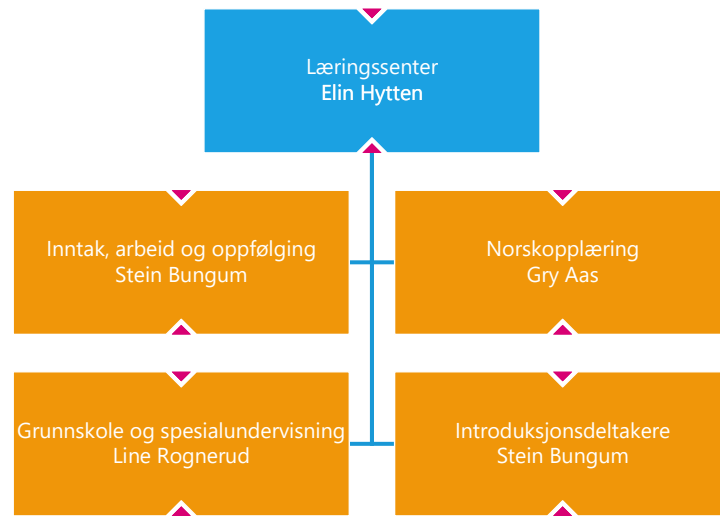 Læringssenter
Elin Hytten
Inntak, arbeid og oppfølging
Stein Bungum
Norskopplæring
Gry Aas
Grunnskole og spesialundervisning
Line Rognerud
Introduksjonsdeltakere
Stein Bungum